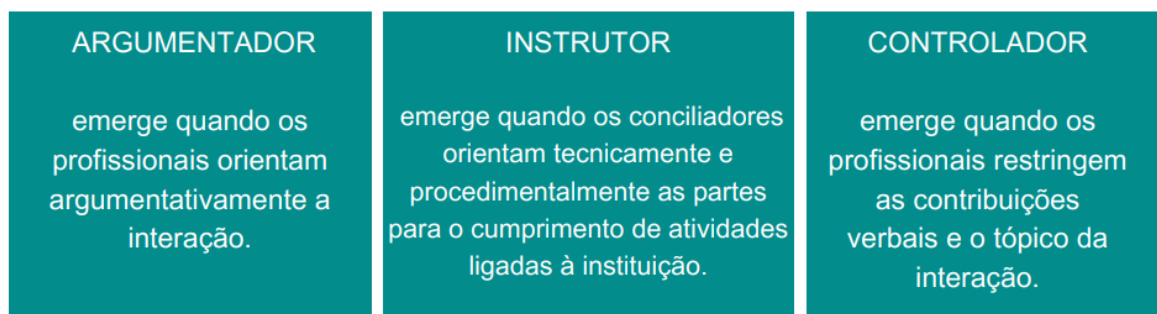 ARGUMENTADOR
emerge quando os
profissionais orientam
argumentativamente a
interação.
INSTRUTOR
emerge quando os conciliadores
orientam tecnicamente e
procedimentalmente as partes
para o cumprimento de atividades
ligadas à instituição.
CONTROLADOR
emerge quando os
profissionais restringem
as contribuições
verbais e o tópico da
interação.